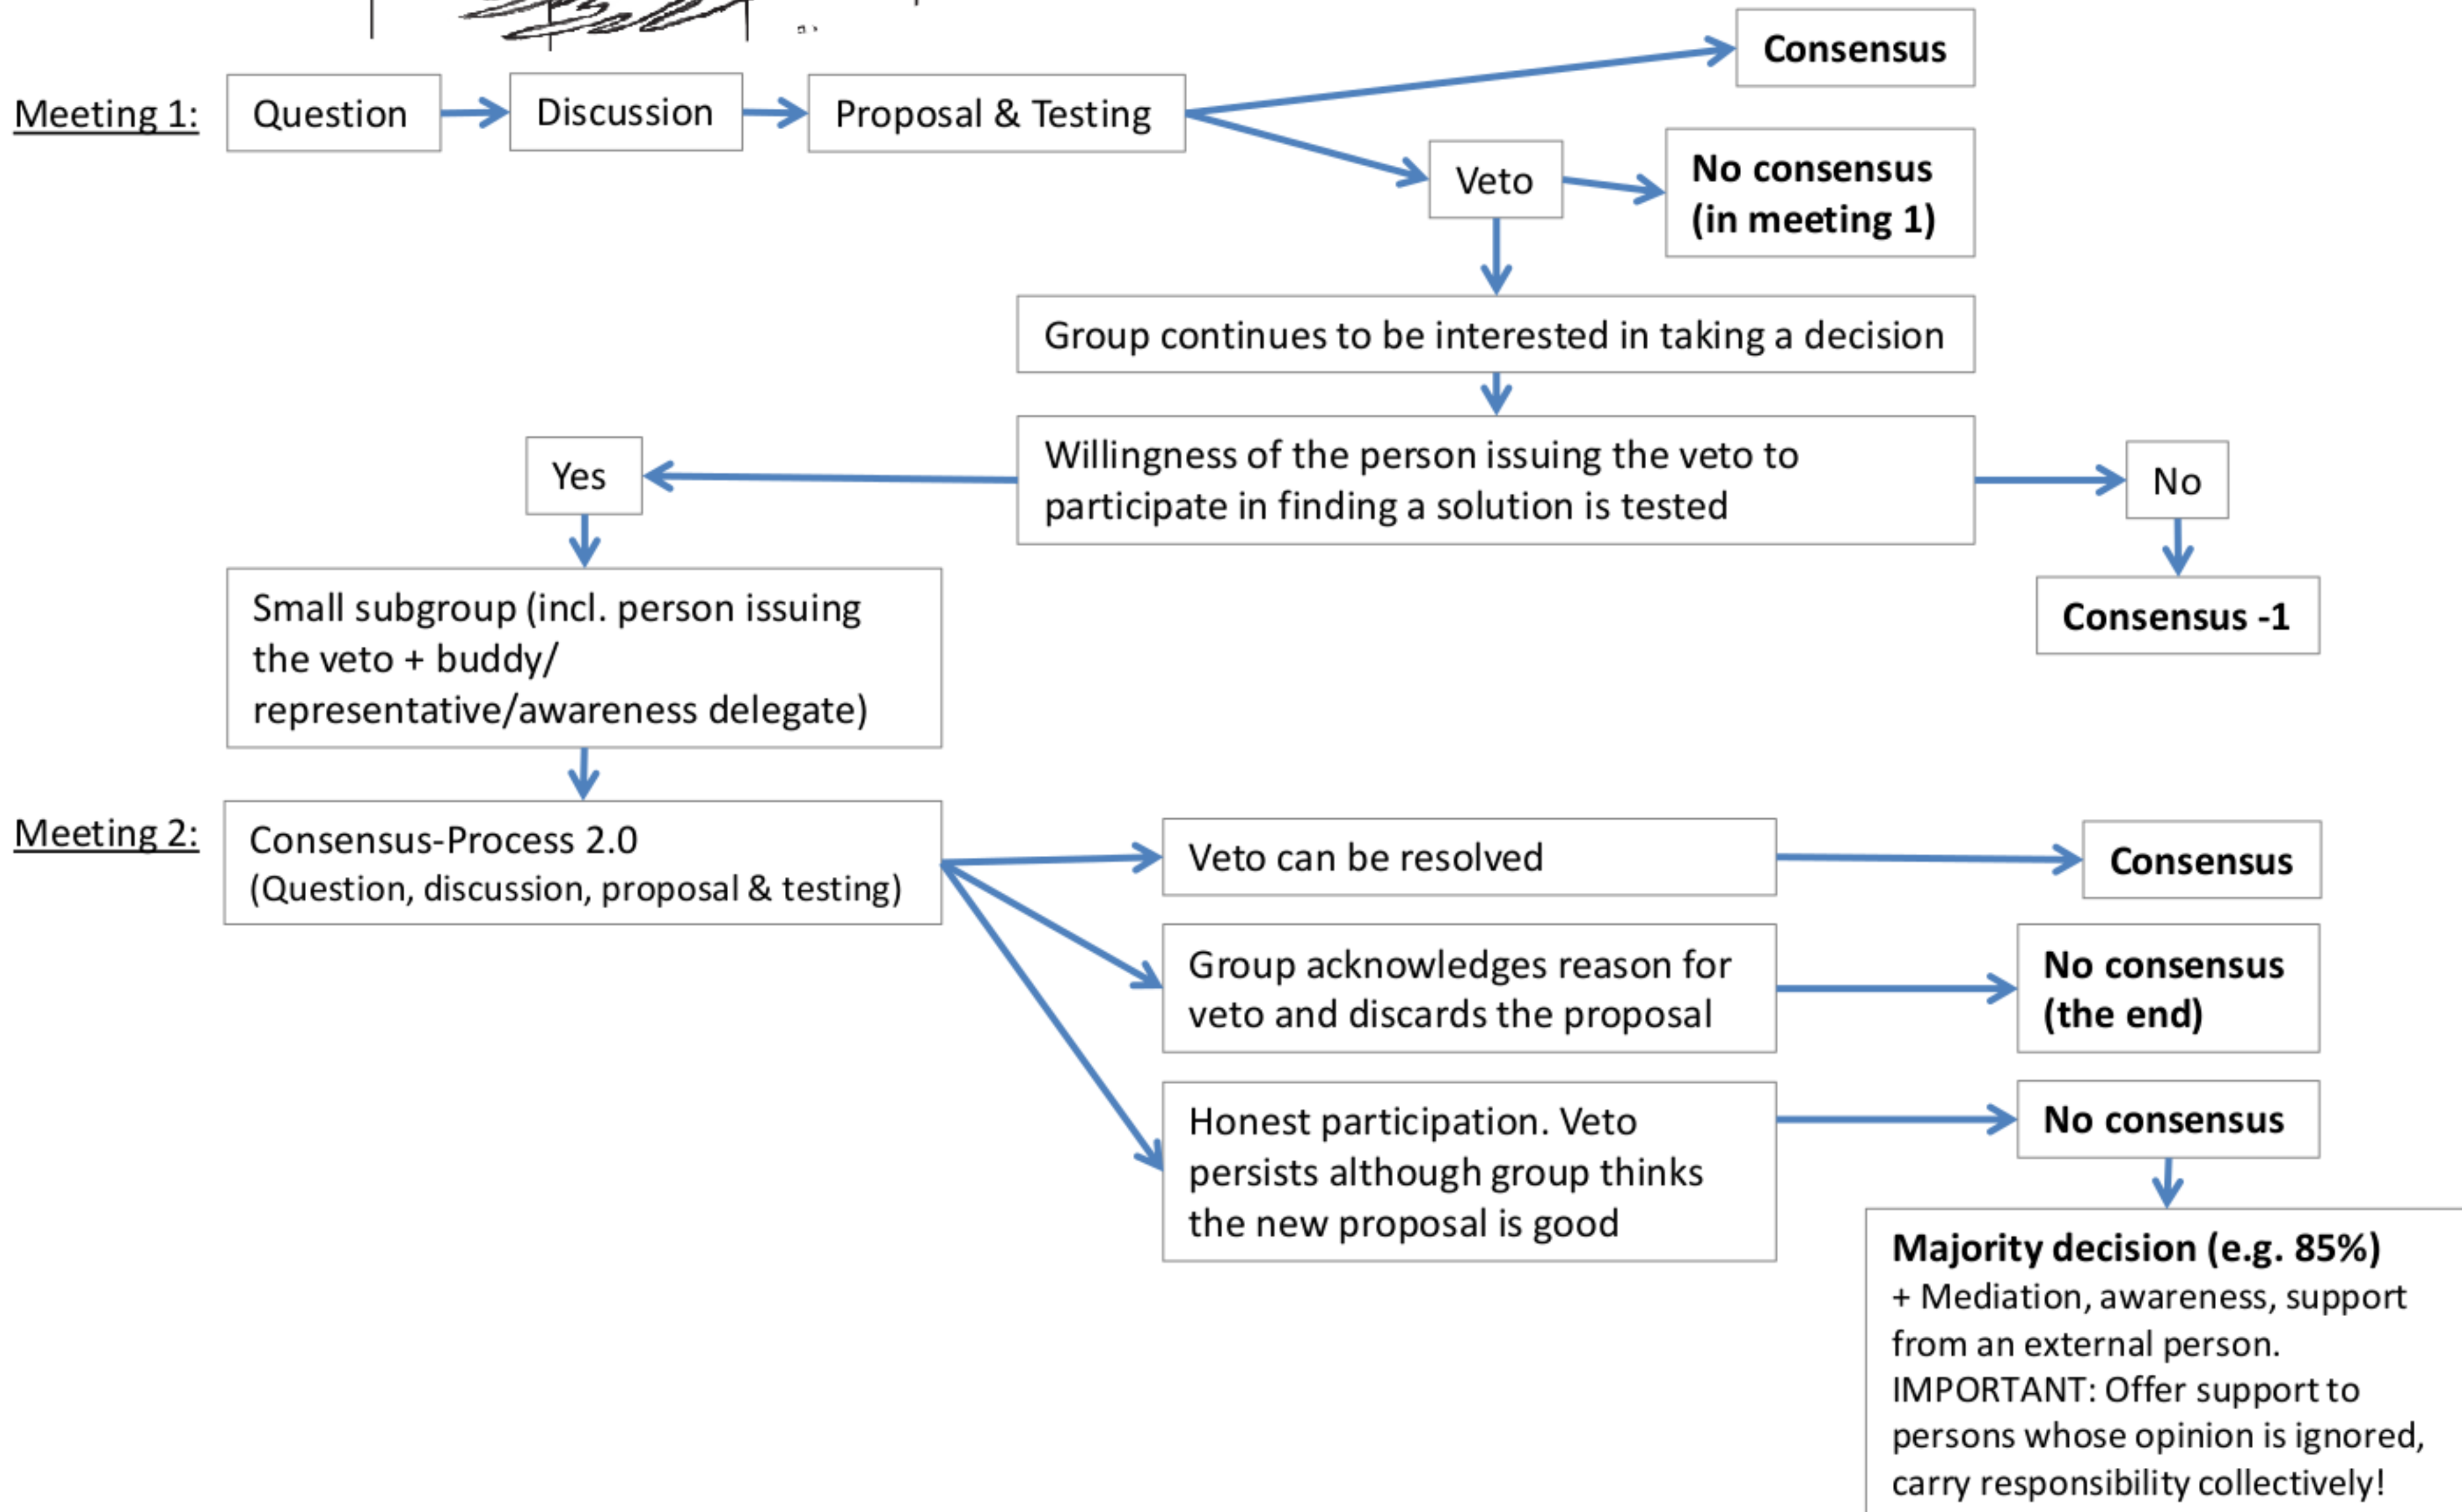 Consensus
Meeting 1:
Question
Discussion
Proposal & Testing
Veto
No consensus
(in meeting 1)
Group continues to be interested in taking a decision
Willingness of the person issuing the veto to
participate in finding a solution is tested
Yes
No
Consensus -1
Small subgroup (incl. person issuing
the veto + buddy/
representative/awareness delegate)
Meeting 2:
Consensus-Process 2.0
(Question, discussion, proposal & testing)
Veto can be resolved
Consensus
Group acknowledges reason for
veto and discards the proposal
No consensus
(the end)
Honest participation. Veto
persists although group thinks
the new proposal is good
No consensus
Majority decision (e.g. 85%)
+ Mediation, awareness, support
from an external person.
IMPORTANT: Offer support to
persons whose opinion is ignored,
carry responsibility collectively!